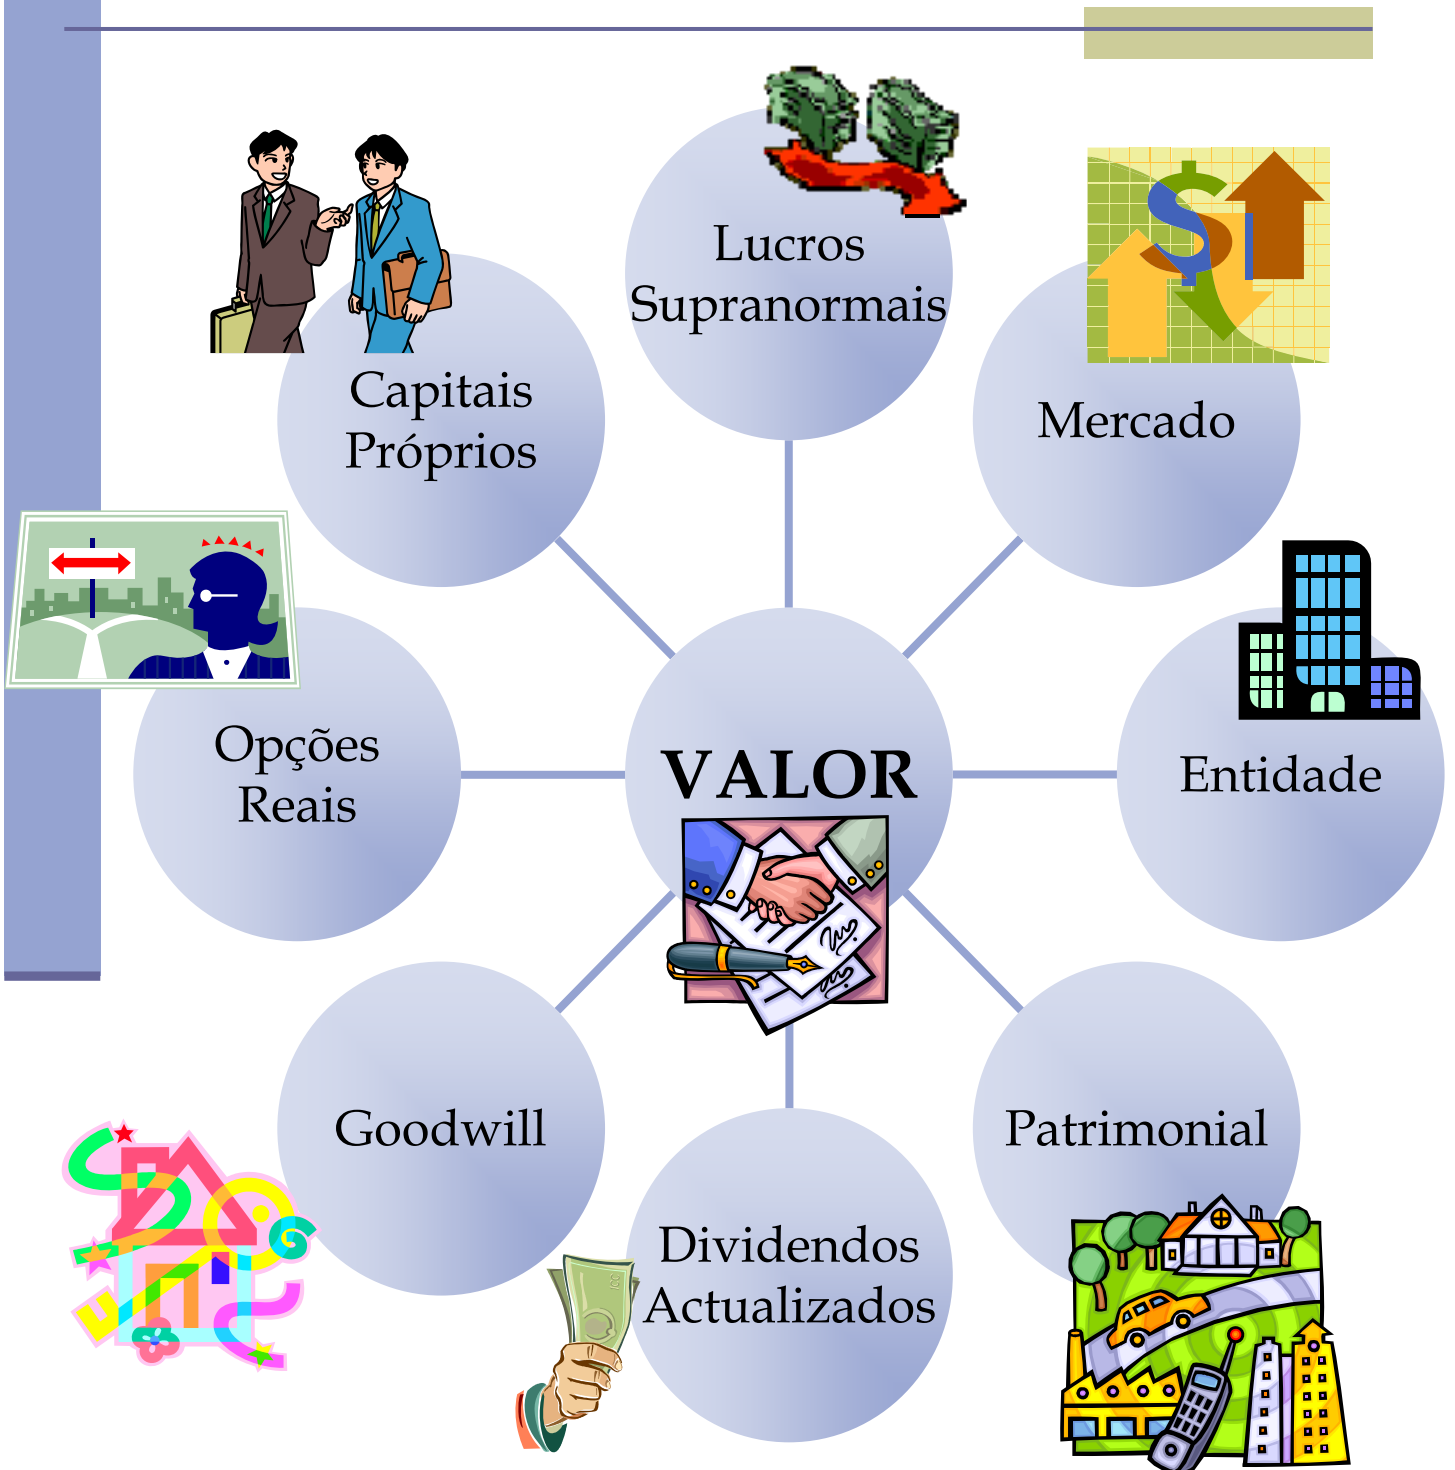 Lucros
Supranormais
Mercado
Capitais
Próprios
Entidade
Opções
Reais
VALOR
Patrimonial
Goodwill
Dividendos
Actualizados